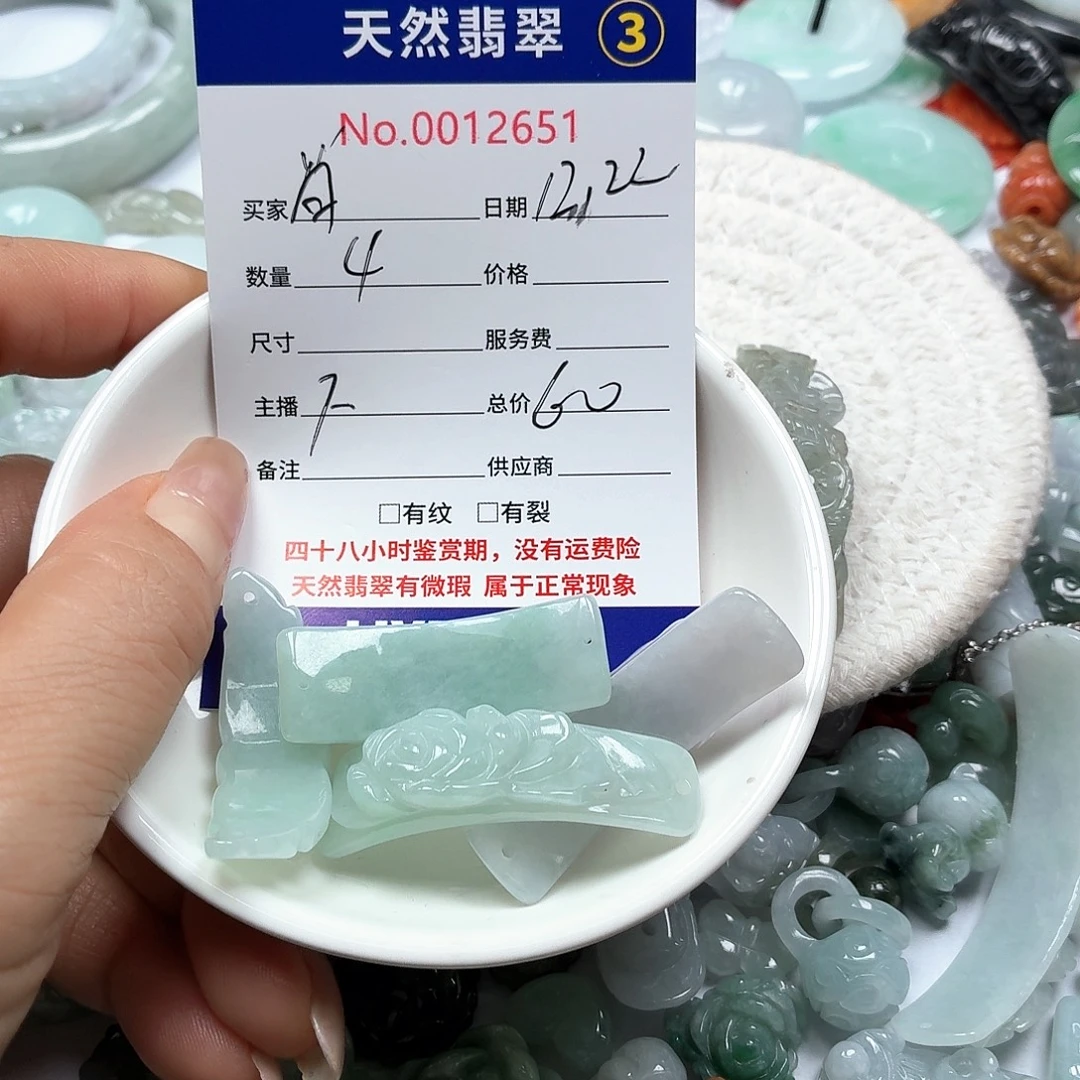 天然翡翠 ③
No.0012651
买家 日期 12.22
数量 4 价格
尺寸 服务费
主播 总价 60
备注 供应商
□有纹 □有裂
四十八小时鉴赏期，没有运费险
天然翡翠有微瑕 属于正常现象